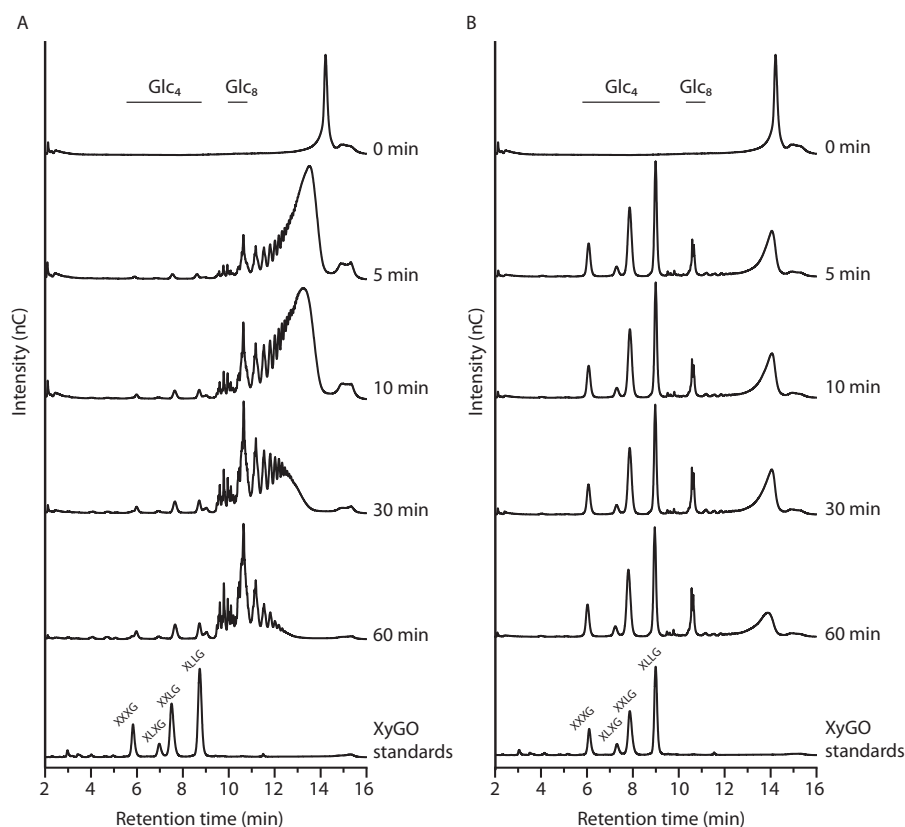 A
Glc₄ Glc₈
0 min
5 min
10 min
30 min
60 min
XXXG
XLXG
XXLG
XLLG
XyGO
standards
Intensity (nC)
2 4 6 8 10 12 14 16
Retention time (min)
B
Glc₄ Glc₈
0 min
5 min
10 min
30 min
60 min
XXXG
XLXG
XXLG
XLLG
XyGO
standards
Intensity (nC)
2 4 6 8 10 12 14 16
Retention time (min)